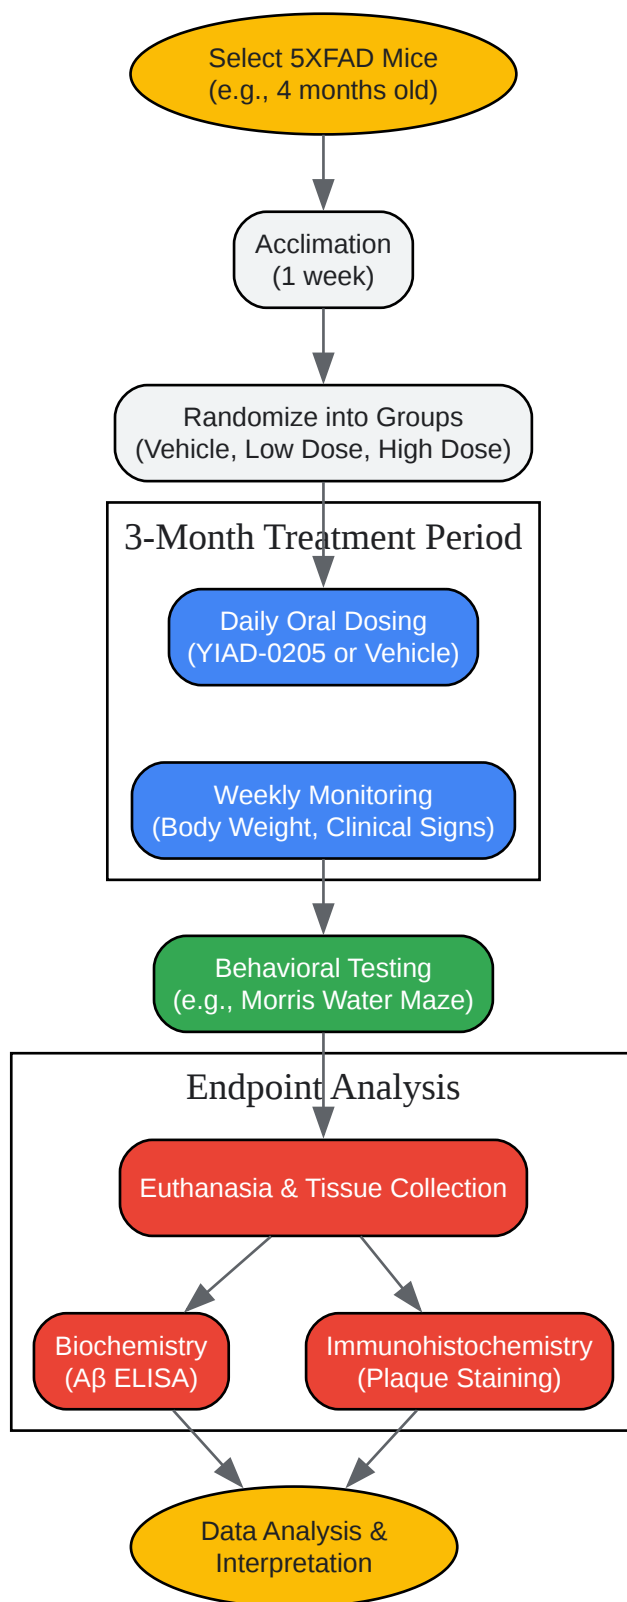 Select 5XFAD Mice
(e.g., 4 months old)
Acclimation
(1 week)
Randomize into Groups
(Vehicle, Low Dose, High Dose)
3-Month Treatment Period
Daily Oral Dosing
(YIAD-0205 or Vehicle)
Weekly Monitoring
(Body Weight, Clinical Signs)
Behavioral Testing
(e.g., Morris Water Maze)
Endpoint Analysis
Euthanasia & Tissue Collection
Biochemistry
(Aβ ELISA)
Immunohistochemistry
(Plaque Staining)
Data Analysis &
Interpretation